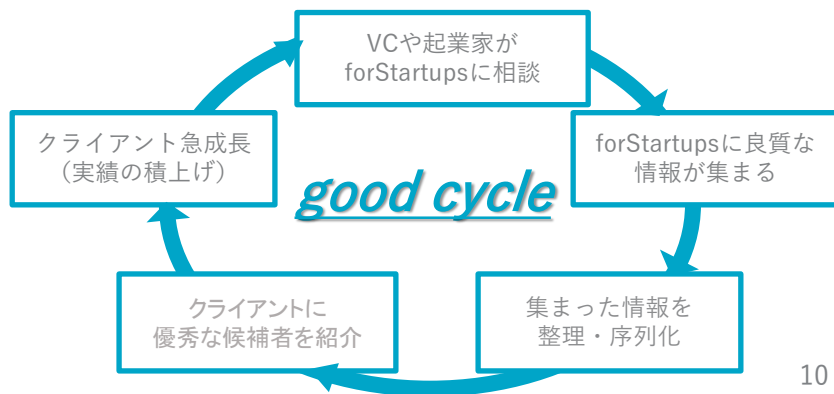 VCや起業家が
forStartupsに相談
クライアント急成長
（実績の積上げ）
forStartupsに良質な
情報が集まる
good cycle
クライアントに
優秀な候補者を紹介
集まった情報を
整理・序列化
10